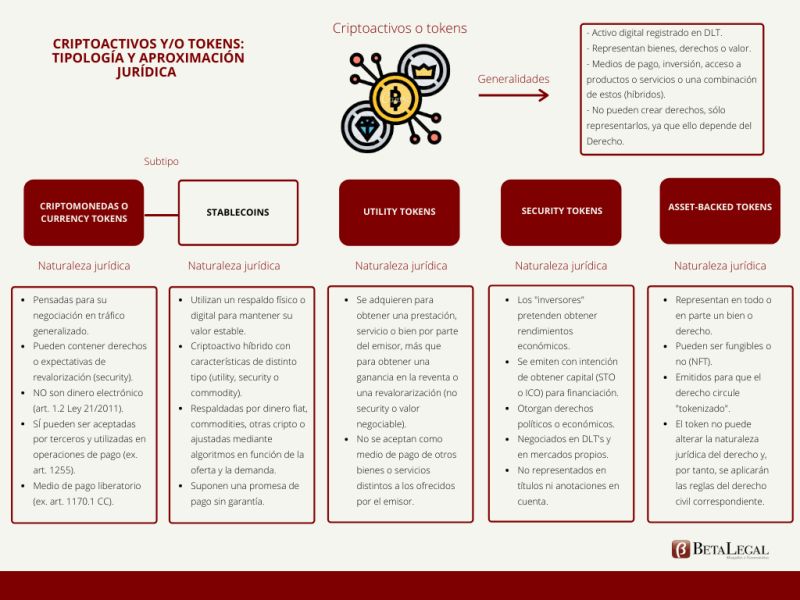 CRIPTOACTIVOS Y/O TOKENS:
TIPOLOGÍA Y APROXIMACIÓN
JURÍDICA
Criptoactivos o tokens
Generalidades
- Activo digital registrado en DLT.
- Representan bienes, derechos o valor.
- Medios de pago, inversión, acceso a
productos o servicios o una combinación
de estos (híbridos).
- No pueden crear derechos, sólo
representarlos, ya que ello depende del
Derecho.
Subtipo
CRIPTOMONEDAS O
CURRENCY TOKENS
STABLECOINS
UTILITY TOKENS
SECURITY TOKENS
ASSET-BACKED TOKENS
Naturaleza jurídica
Naturaleza jurídica
Naturaleza jurídica
Naturaleza jurídica
Naturaleza jurídica
• Pensadas para su
negociación en tráfico
generalizado.
• Pueden contener derechos
o expectativas de
revalorización (security).
• NO son dinero electrónico
(art. 1.2 Ley 21/2011).
• SÍ pueden ser aceptadas
por terceros y utilizadas en
operaciones de pago (ex.
art. 1255).
• Medio de pago liberatorio
(ex. art. 1170.1 CC).
• Utilizan un respaldo físico o
digital para mantener su
valor estable.
• Criptoactivo híbrido con
características de distinto
tipo (utility, security o
commodity).
• Respaldadas por dinero fiat,
commodities, otras cripto o
ajustadas mediante
algoritmos en función de la
oferta y la demanda.
• Suponen una promesa de
pago sin garantía.
• Se adquieren para
obtener una prestación,
servicio o bien por parte
del emisor, más que
para obtener una
ganancia en la reventa o
una revalorarización (no
security o valor
negociable).
• No se aceptan como
medio de pago de otros
bienes o servicios
distintos a los ofrecidos
por el emisor.
• Los "inversores"
pretenden obtener
rendimientos
económicos.
• Se emiten con intención
de obtener capital (STO
o ICO) para financiación.
• Otorgan derechos
políticos o económicos.
• Negociados en DLT's y
en mercados propios.
• No representados en
títulos ni anotaciones en
cuenta.
• Representan en todo o
en parte un bien o
derecho.
• Pueden ser fungibles o
no (NFT).
• Emitidos para que el
derecho circule
"tokenizado".
• El token no puede
alterar la naturaleza
jurídica del derecho y,
por tanto, se aplicarán
las reglas del derecho
civil correspondiente.
BETALEGAL